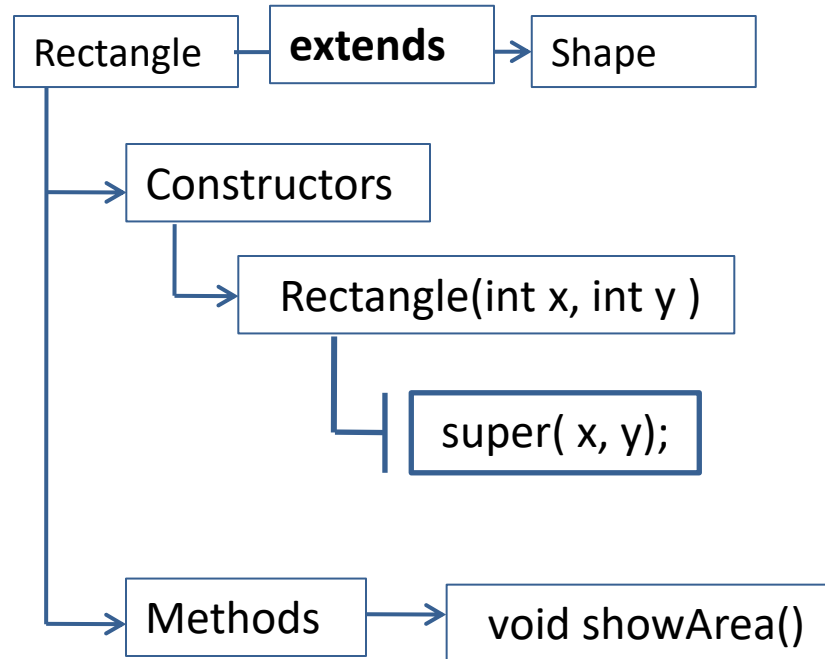 Rectangle extends Shape
Constructors
Rectangle(int x, int y )
super( x, y);
Methods void showArea()